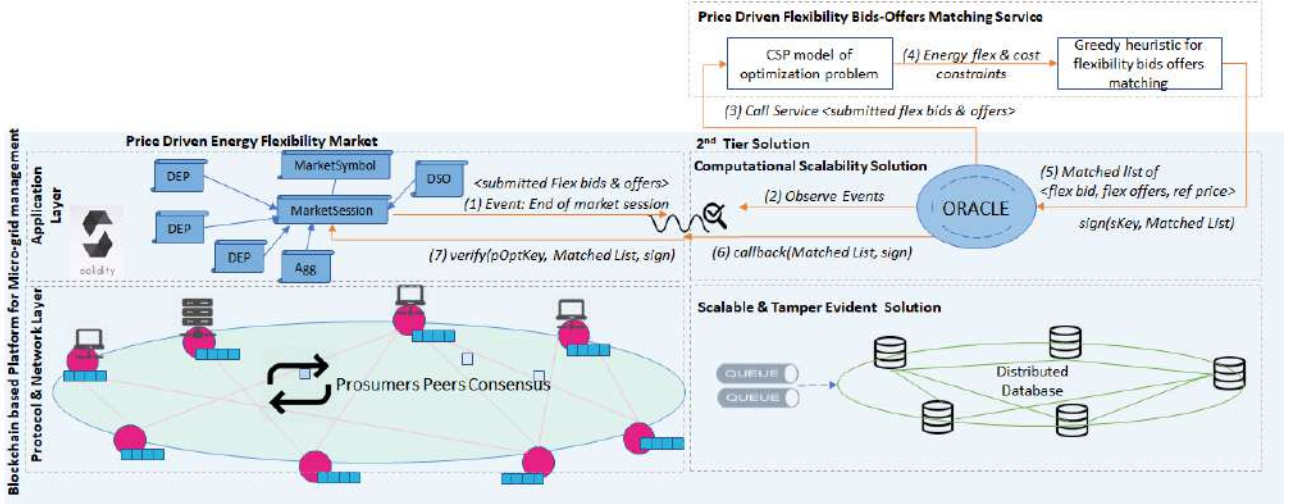 Price Driven Flexibility Bids-Offers Matching Service
CSP model of
optimization problem
(4) Energy flex & cost
constraints
Greedy heuristic for
flexibility bids offers
matching
(3) Call Service <submitted flex bids & offers>
Blockchain based Platform for Micro-grid management
Application
Layer
Price Driven Energy Flexibility Market
DEP
MarketSymbol
DSO
MarketSession
DEP
DEP
Agg
solidity
<submitted Flex bids & offers>
(1) Event: End of market session
(7) verify(pOptKey, Matched List, sign)
2nd Tier Solution
Computational Scalability Solution
(2) Observe Events
ORACLE
(5) Matched list of
<flex bid, flex offers, ref price>
sign(sKey, Matched List)
(6) callback(Matched List, sign)
Protocol & Network Layer
Prosumers Peers Consensus
Scalable & Tamper Evident Solution
QUEUE
QUEUE
Distributed
Database